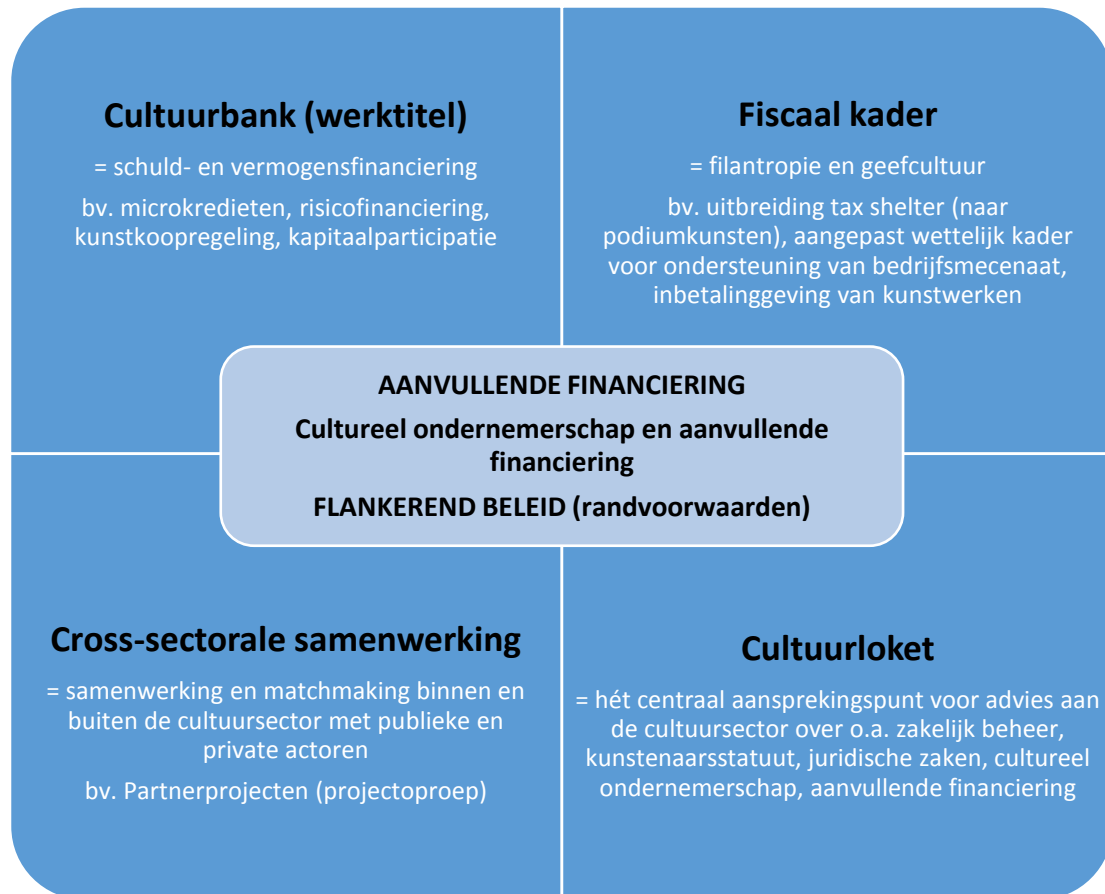 Cultuurbank (werktitel)
= schuld- en vermogensfinanciering
bv. microkredieten, risicofinanciering,
kunstkoopregeling, kapitaalparticipatie
Fiscaal kader
= filantropie en geefcultuur
bv. uitbreiding tax shelter (naar
podiumkunsten), aangepast wettelijk kader
voor ondersteuning van bedrijfsmecenaat,
inbetalinggeving van kunstwerken
AANVULLENDE FINANCIERING
Cultureel ondernemerschap en aanvullende
financiering
FLANKEREND BELEID (randvoorwaarden)
Cross-sectorale samenwerking
= samenwerking en matchmaking binnen en
buiten de cultuursector met publieke en
private actoren
bv. Partnerprojecten (projectoproep)
Cultuurloket
= hét centraal aansprekingspunt voor advies aan
de cultuursector over o.a. zakelijk beheer,
kunstenaarsstatuut, juridische zaken, cultureel
ondernemerschap, aanvullende financiering